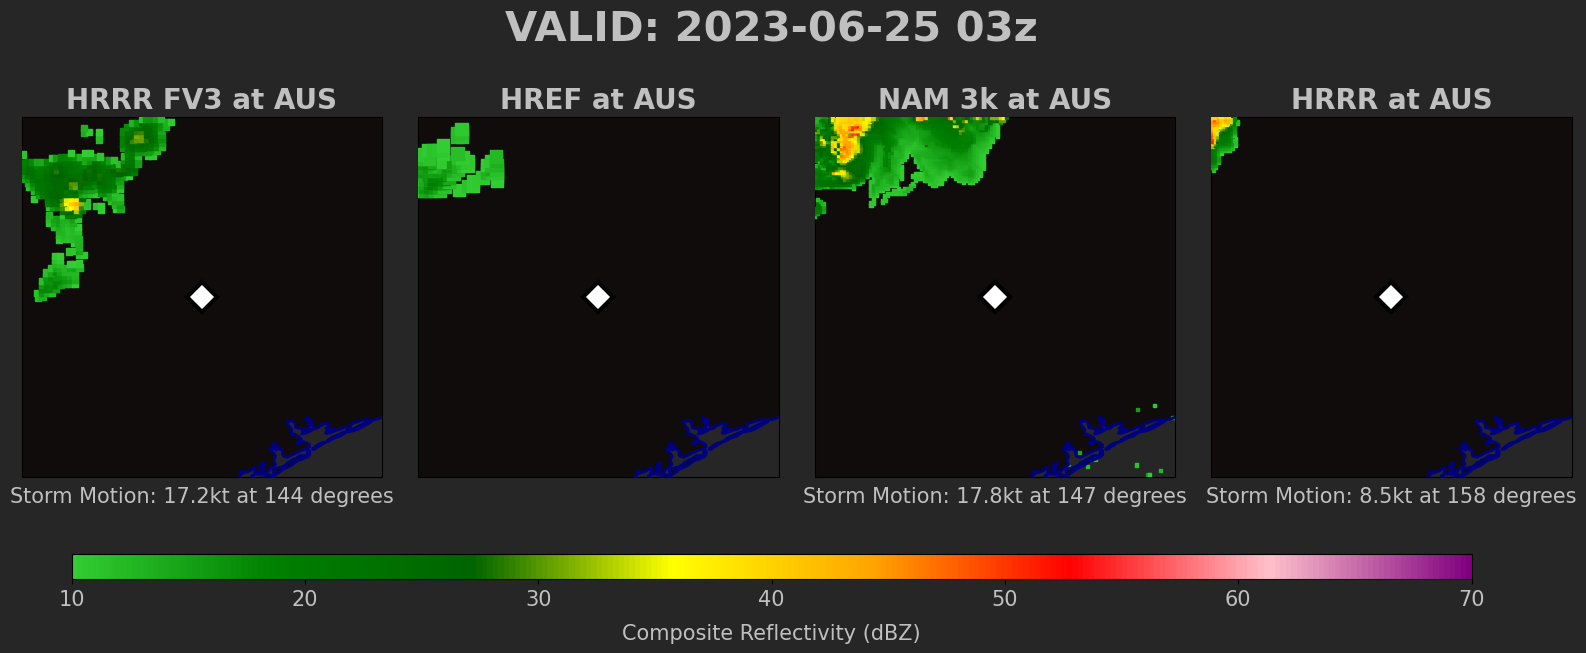 VALID: 2023-06-25 03z
HRRR FV3 at AUS
HREF at AUS
NAM 3k at AUS
HRRR at AUS
Storm Motion: 17.2kt at 144 degrees
Storm Motion: 17.8kt at 147 degrees
Storm Motion: 8.5kt at 158 degrees
10 20 30 40 50 60 70
Composite Reflectivity (dBZ)